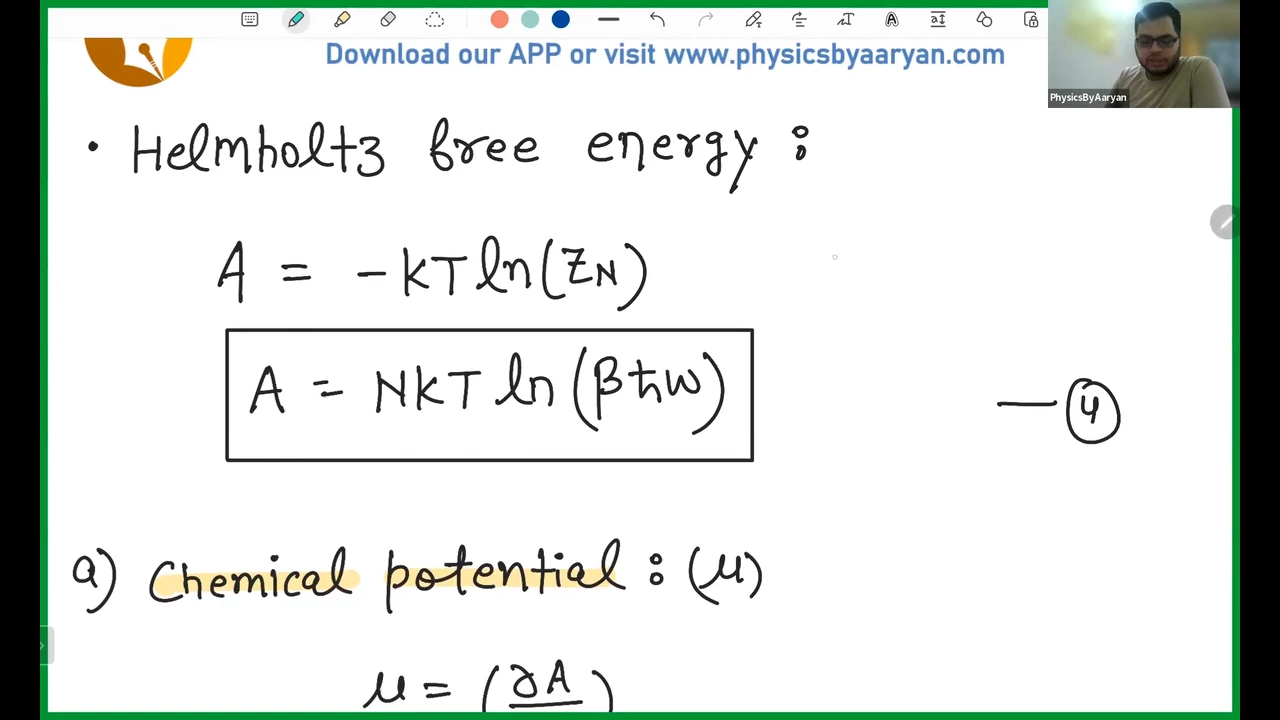 Download our APP or visit www.physicsbyaaryan.com
PhysicsByAaryan
• Helmholtz free energy :
A = -KT ln(ZN)
A = NKT ln(βħω)
— 4
a) Chemical potential : (μ)
μ = (∂A